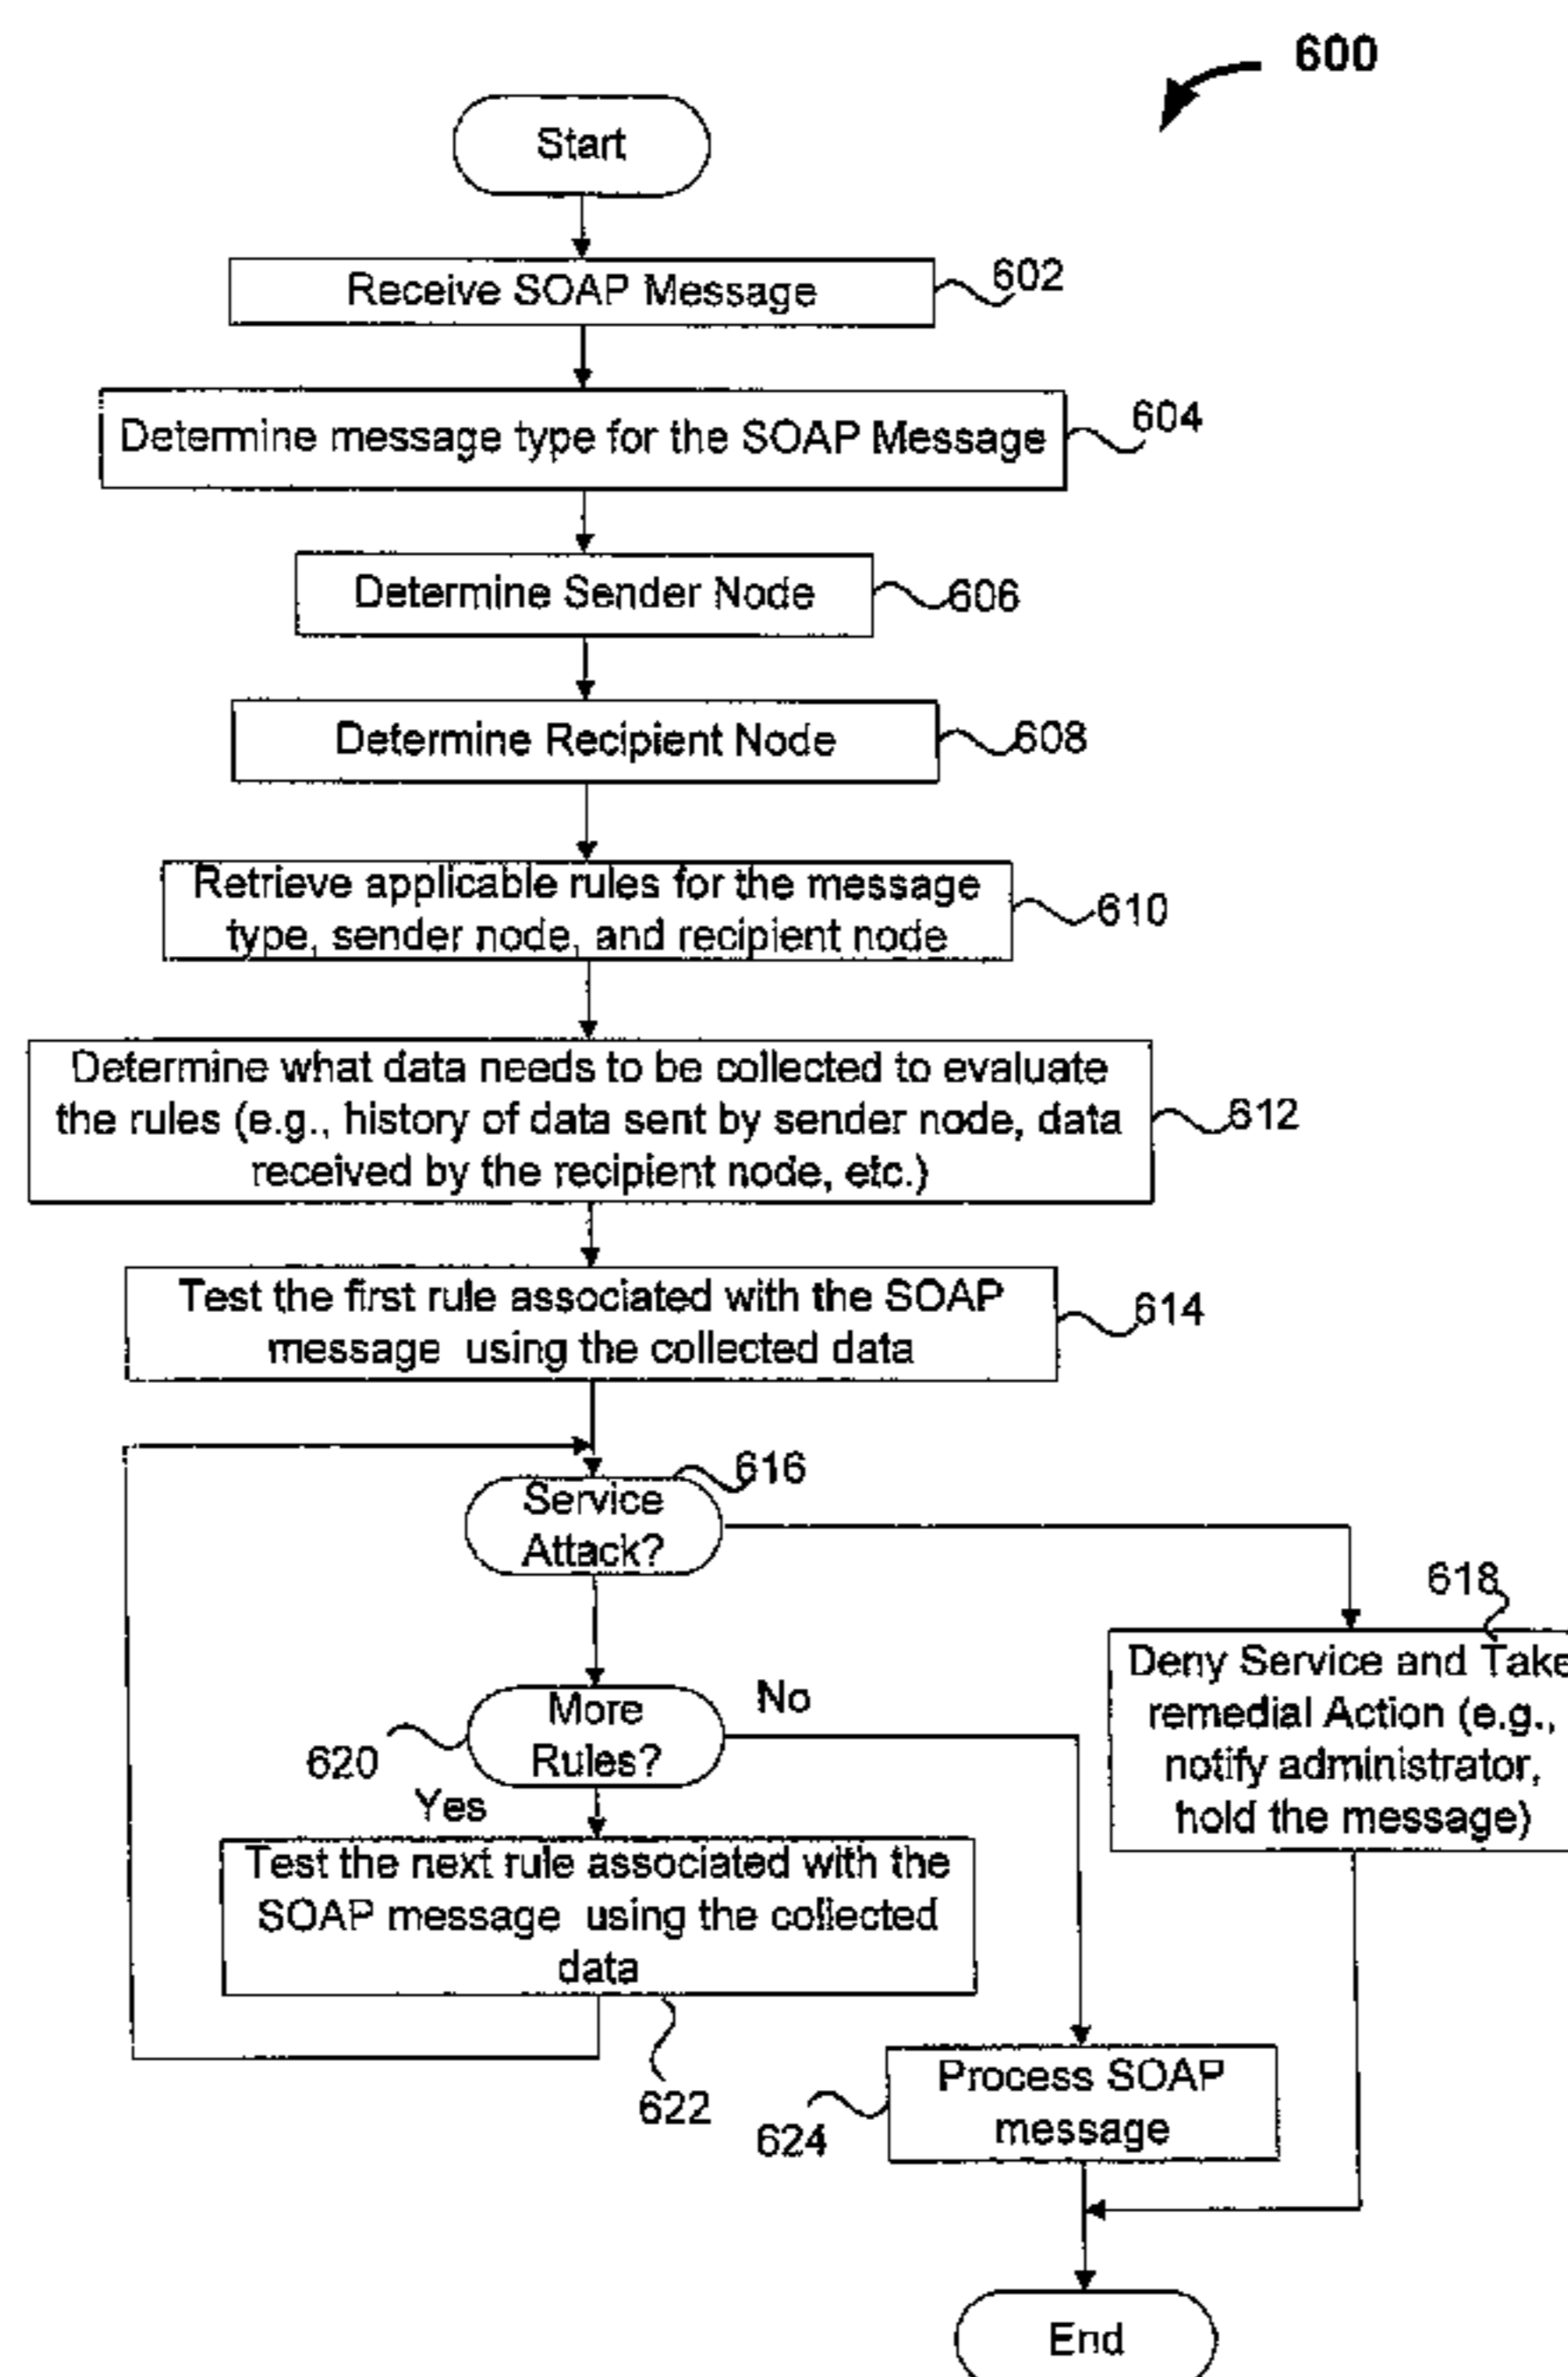 600
Start
Receive SOAP Message
602
Determine message type for the SOAP Message
604
Determine Sender Node
606
Determine Recipient Node
608
Retrieve applicable rules for the message
type, sender node, and recipient node
610
Determine what data needs to be collected to evaluate
the rules (e.g., history of data sent by sender node, data
received by the recipient node, etc.)
612
Test the first rule associated with the SOAP
message using the collected data
614
Service
Attack?
616
618
Deny Service and Take
remedial Action (e.g.,
notify administrator,
hold the message)
More
Rules?
No
620
Yes
Test the next rule associated with the
SOAP message using the collected
data
622
Process SOAP
message
624
End